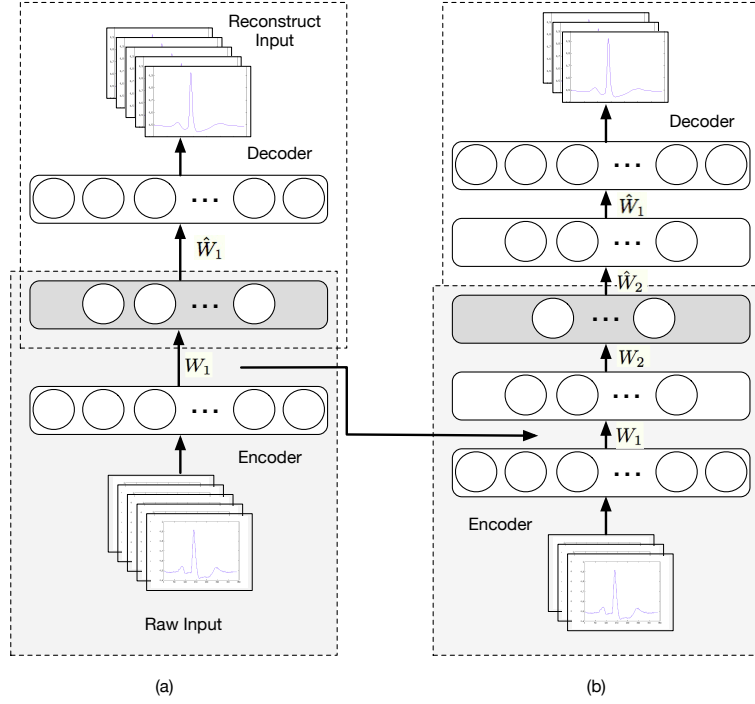 Reconstruct
Input
Decoder
Ŵ₁
W₁
Encoder
Raw Input
(a)
Decoder
Ŵ₁
Ŵ₂
W₂
W₁
Encoder
(b)